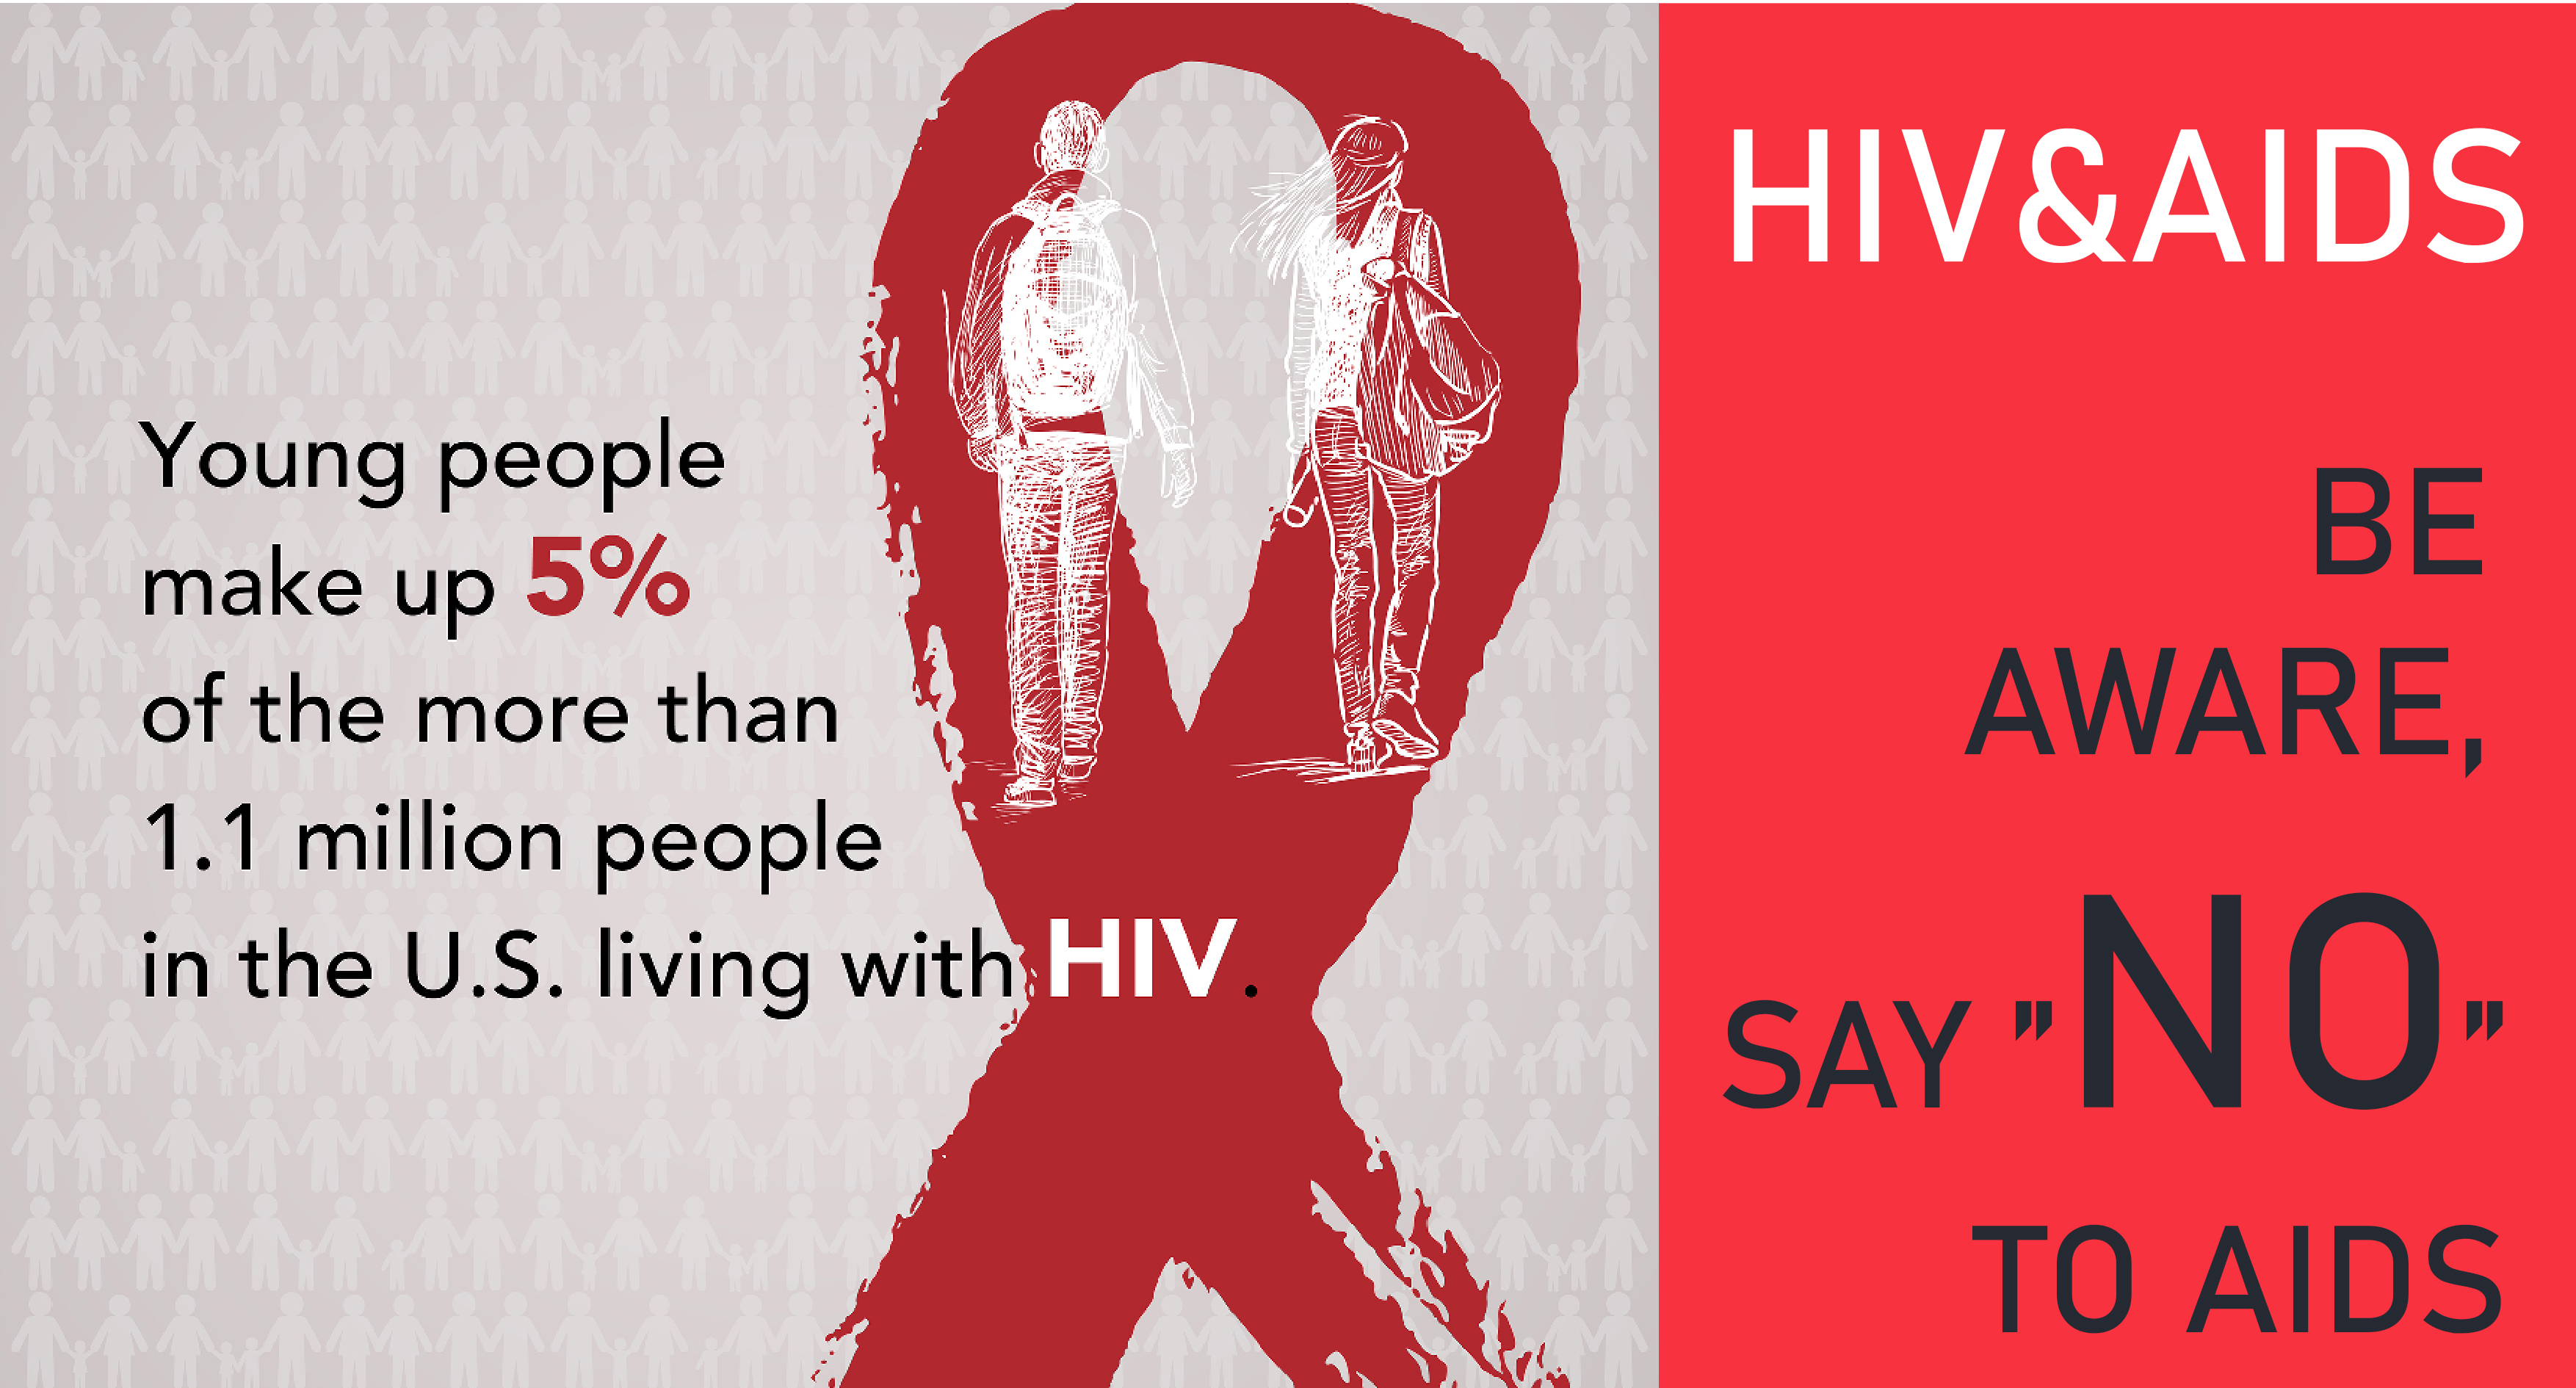 Young people
make up 5%
of the more than
1.1 million people
in the U.S. living with HIV.
HIV&AIDS
BE
AWARE,
SAY "NO"
TO AIDS